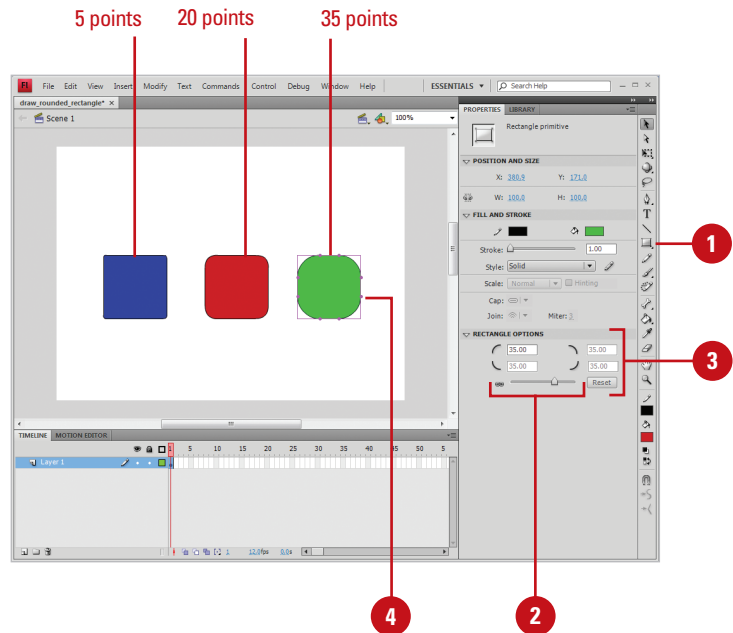 5 points 20 points 35 points
FL File Edit View Insert Modify Text Commands Control Debug Window Help ESSENTIALS Search Help
draw_rounded_rectangle* ×
Scene 1 100%
PROPERTIES LIBRARY
Rectangle primitive
POSITION AND SIZE
X: 380,9 Y: 171,0
W: 100,0 H: 100,0
FILL AND STROKE
Stroke: 1.00
Style: Solid
Scale: Normal Hinting
Cap:
Join: Miter: 3
RECTANGLE OPTIONS
35.00 35.00
35.00 35.00
Reset
T
1
3
TIMELINE MOTION EDITOR
1 5 10 15 20 25 30 35 40 45 50 5
Layer 1
1 12,0fps 0,0s
4 2